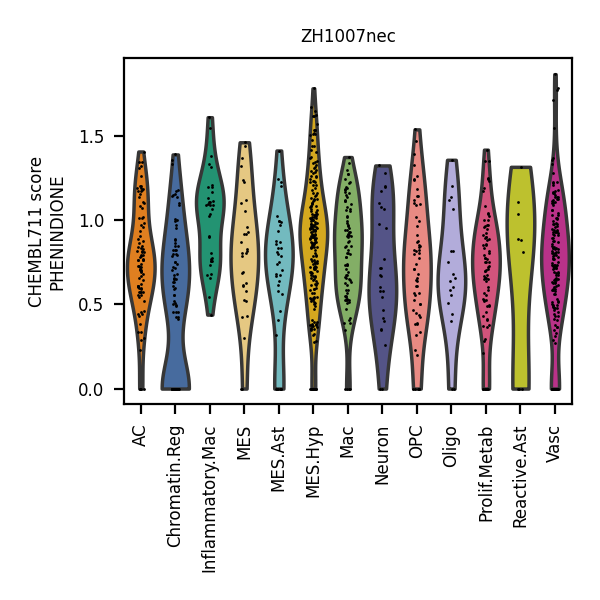 ZH1007nec
CHEMBL711 score
PHENINDIONE
1.5
1.0
0.5
0.0
AC
Chromatin.Reg
Inflammatory.Mac
MES
MES.Ast
MES.Hyp
Mac
Neuron
OPC
Oligo
Prolif.Metab
Reactive.Ast
Vasc